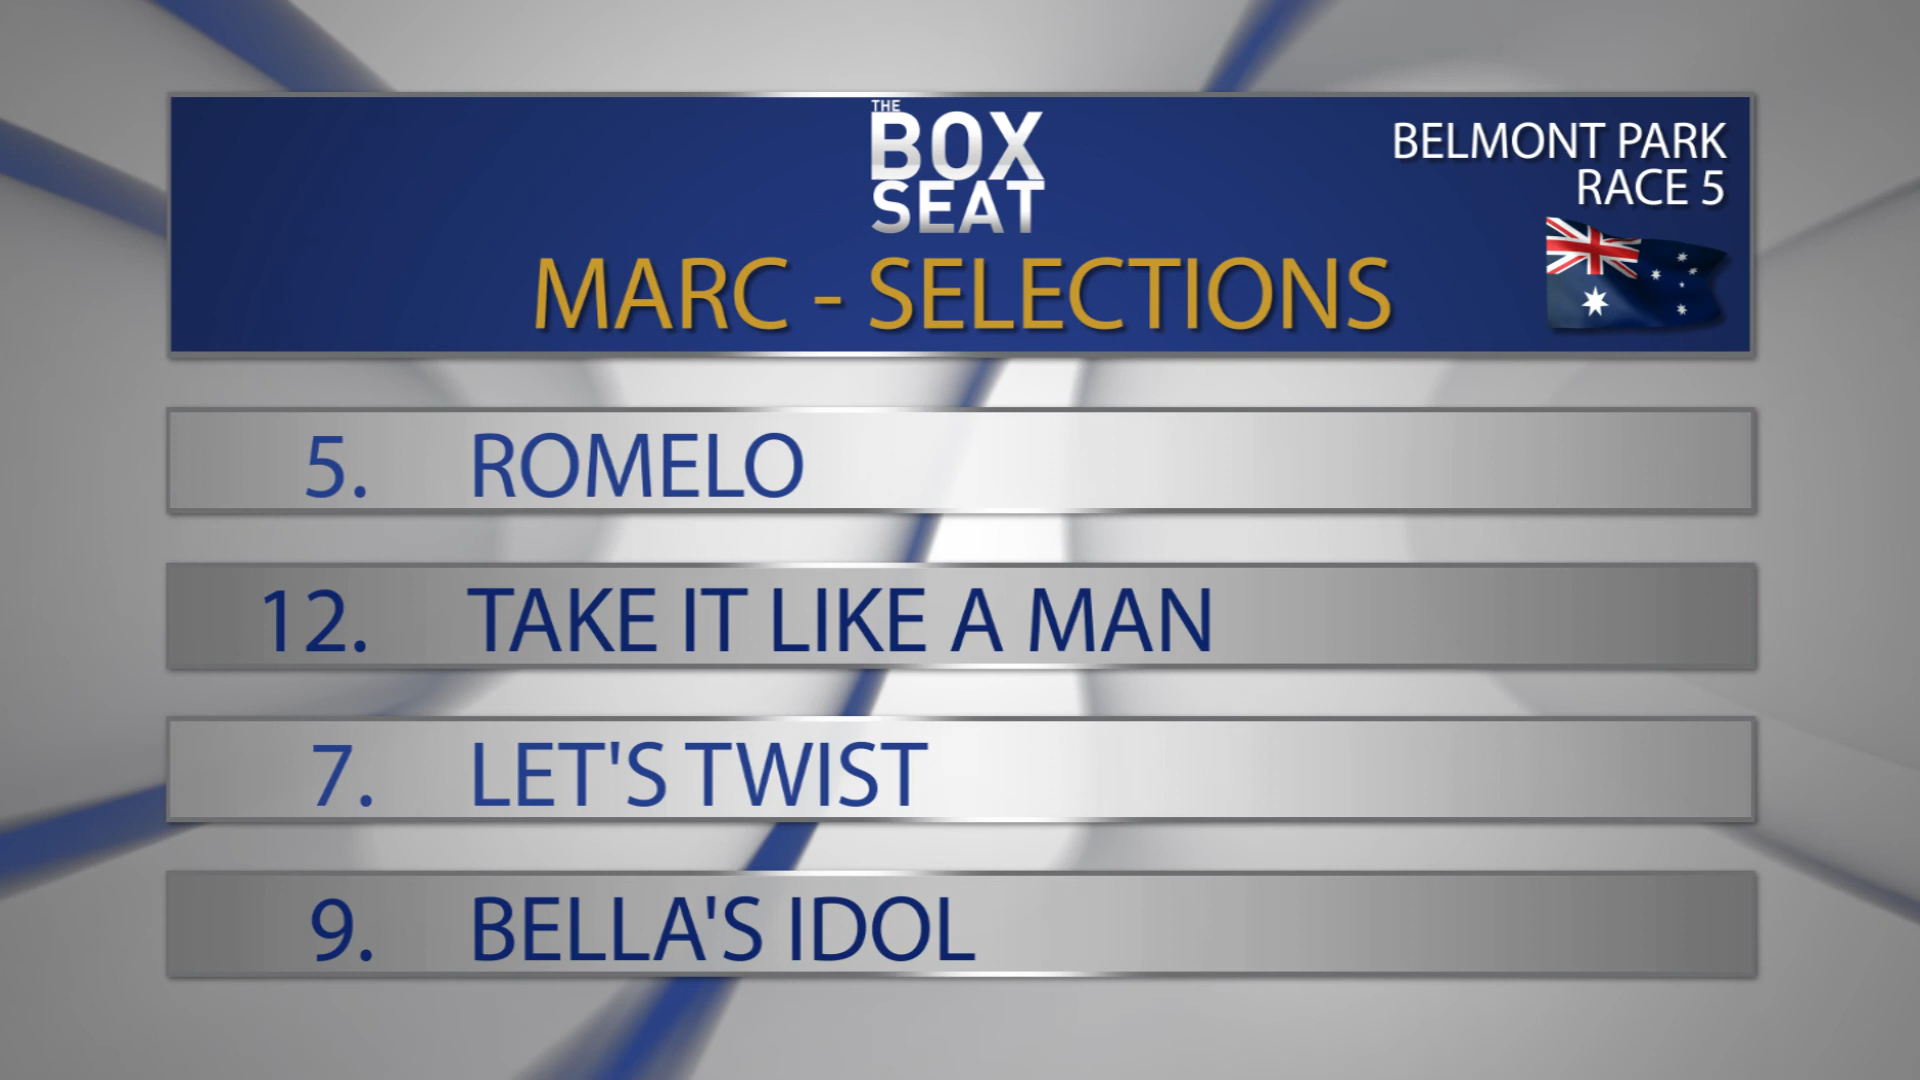 THE
BOX
SEAT
BELMONT PARK
RACE 5
MARC - SELECTIONS
5. ROMELO
12. TAKE IT LIKE A MAN
7. LET'S TWIST
9. BELLA'S IDOL